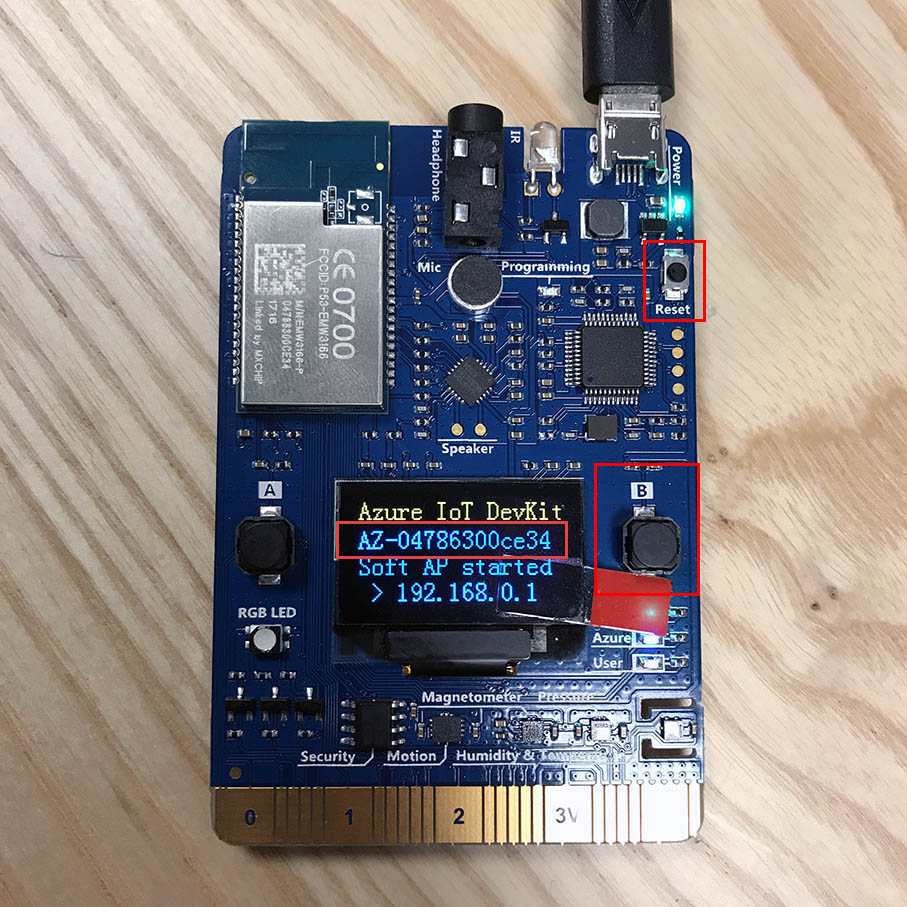 Headphone
IR
Power
Mic
Programming
Reset
CE 0700
FCCID:P53-EMW3166
M/N:EMW3166-P
04786300CE34
1716
Linked by MXCHIP
Speaker
A
B
Azure IoT DevKit
AZ-04786300ce34
Soft AP started
> 192.168.0.1
RGB LED
Azure
User
Magnetometer Pressure
Security Motion Humidity &
0 1 2 3V